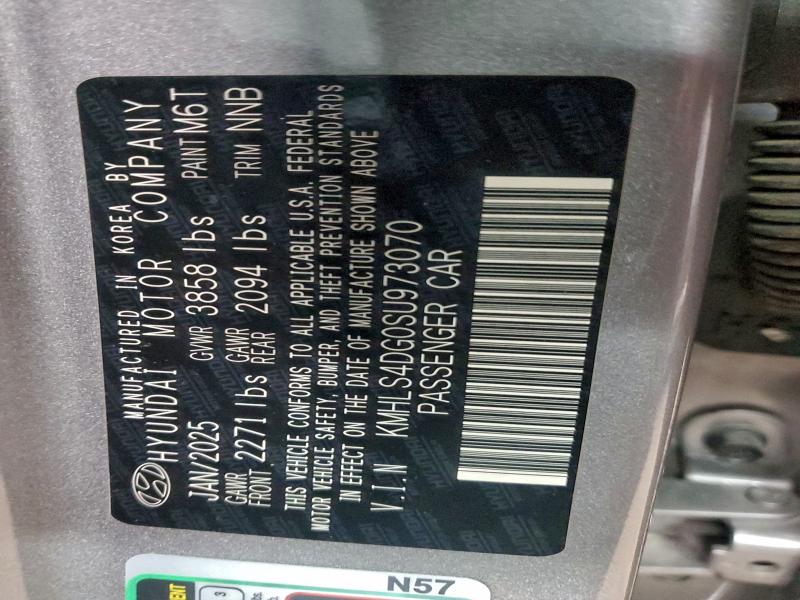 MANUFACTURED IN KOREA BY
HYUNDAI MOTOR COMPANY
JAN/2025 GVWR 3858 lbs PAINT M6T
GAWR FRONT 2271 lbs GAWR REAR 2094 lbs TRIM NNB
THIS VEHICLE CONFORMS TO ALL APPLICABLE U.S.A. FEDERAL
MOTOR VEHICLE SAFETY, BUMPER, AND THEFT PREVENTION STANDARDS
IN EFFECT ON THE DATE OF MANUFACTURE SHOWN ABOVE
V.I.N KMHLS4DG0SU973070
PASSENGER CAR
N57
3